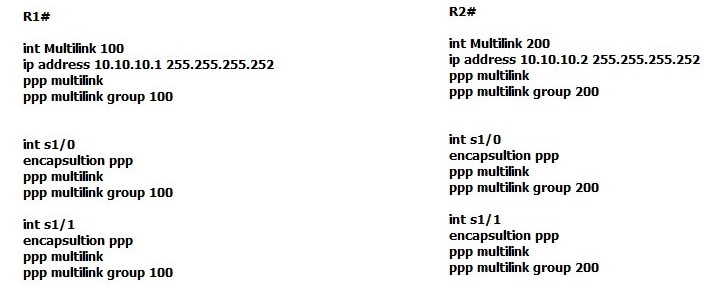 R1#
int Multilink 100
ip address 10.10.10.1 255.255.255.252
ppp multilink
ppp multilink group 100
int s1/0
encapsultion ppp
ppp multilink
ppp multilink group 100
int s1/1
encapsultion ppp
ppp multilink
ppp multilink group 100
R2#
int Multilink 200
ip address 10.10.10.2 255.255.255.252
ppp multilink
ppp multilink group 200
int s1/0
encapsultion ppp
ppp multilink
ppp multilink group 200
int s1/1
encapsultion ppp
ppp multilink
ppp multilink group 200